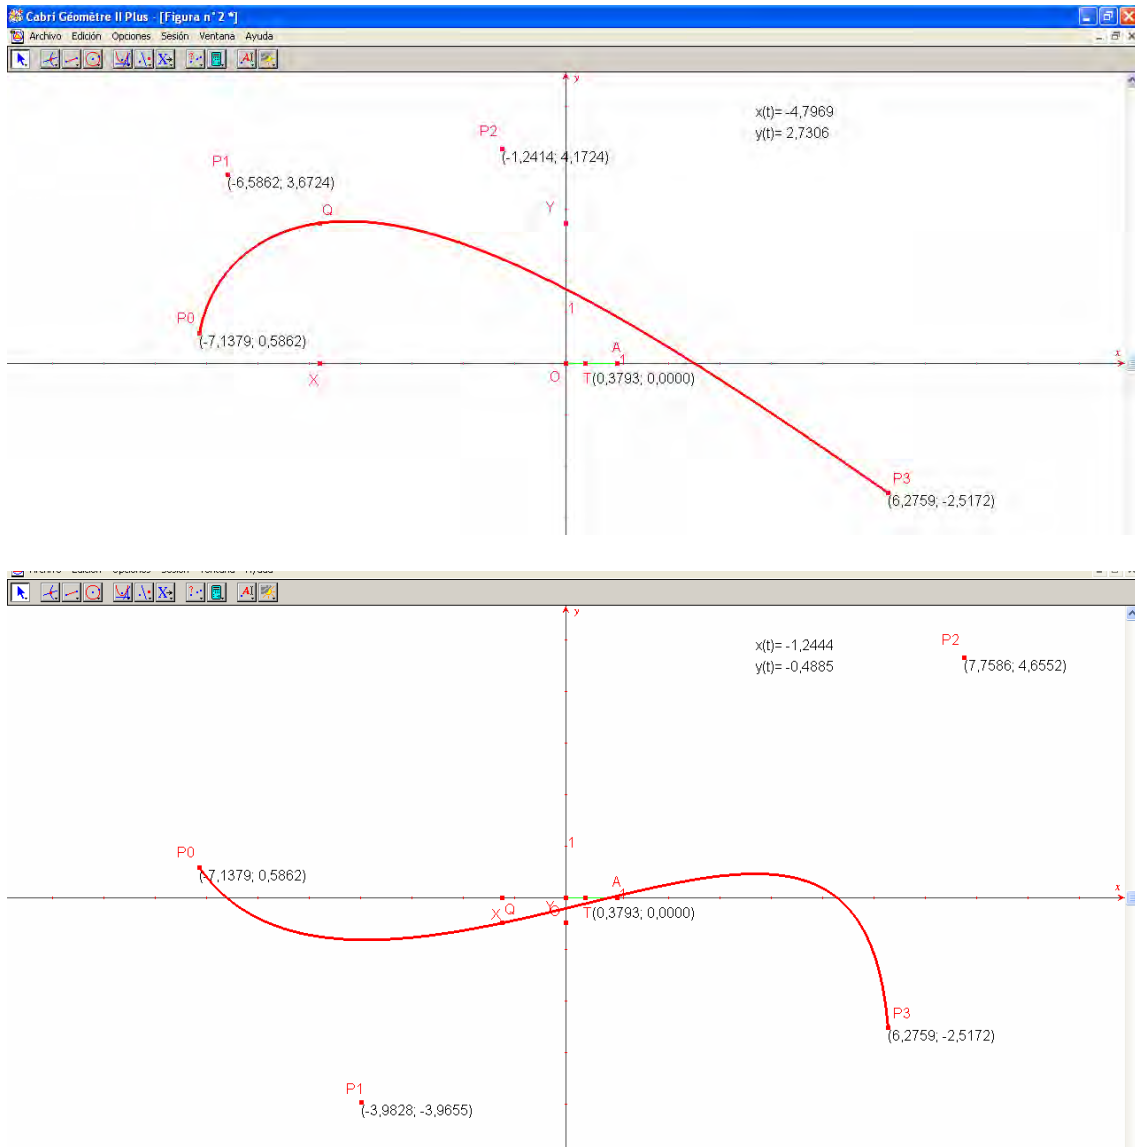 Cabri Géomètre II Plus - [Figura n° 2 *]
Archivo Edición Opciones Sesión Ventana Ayuda
y
x(t)= -4,7969
y(t)= 2,7306
P2
(-1,2414; 4,1724)
P1
(-6,5862; 3,6724)
Q
Y
P0
(-7,1379; 0,5862)
1
A
1
x
X
O
T(0,3793; 0,0000)
P3
(6,2759; -2,5172)
y
x(t)= -1,2444
y(t)= -0,4885
P2
(7,7586; 4,6552)
1
P0
(-7,1379; 0,5862)
A
1
x
X
Q
Y
T(0,3793; 0,0000)
P3
(6,2759; -2,5172)
P1
(-3,9828; -3,9655)